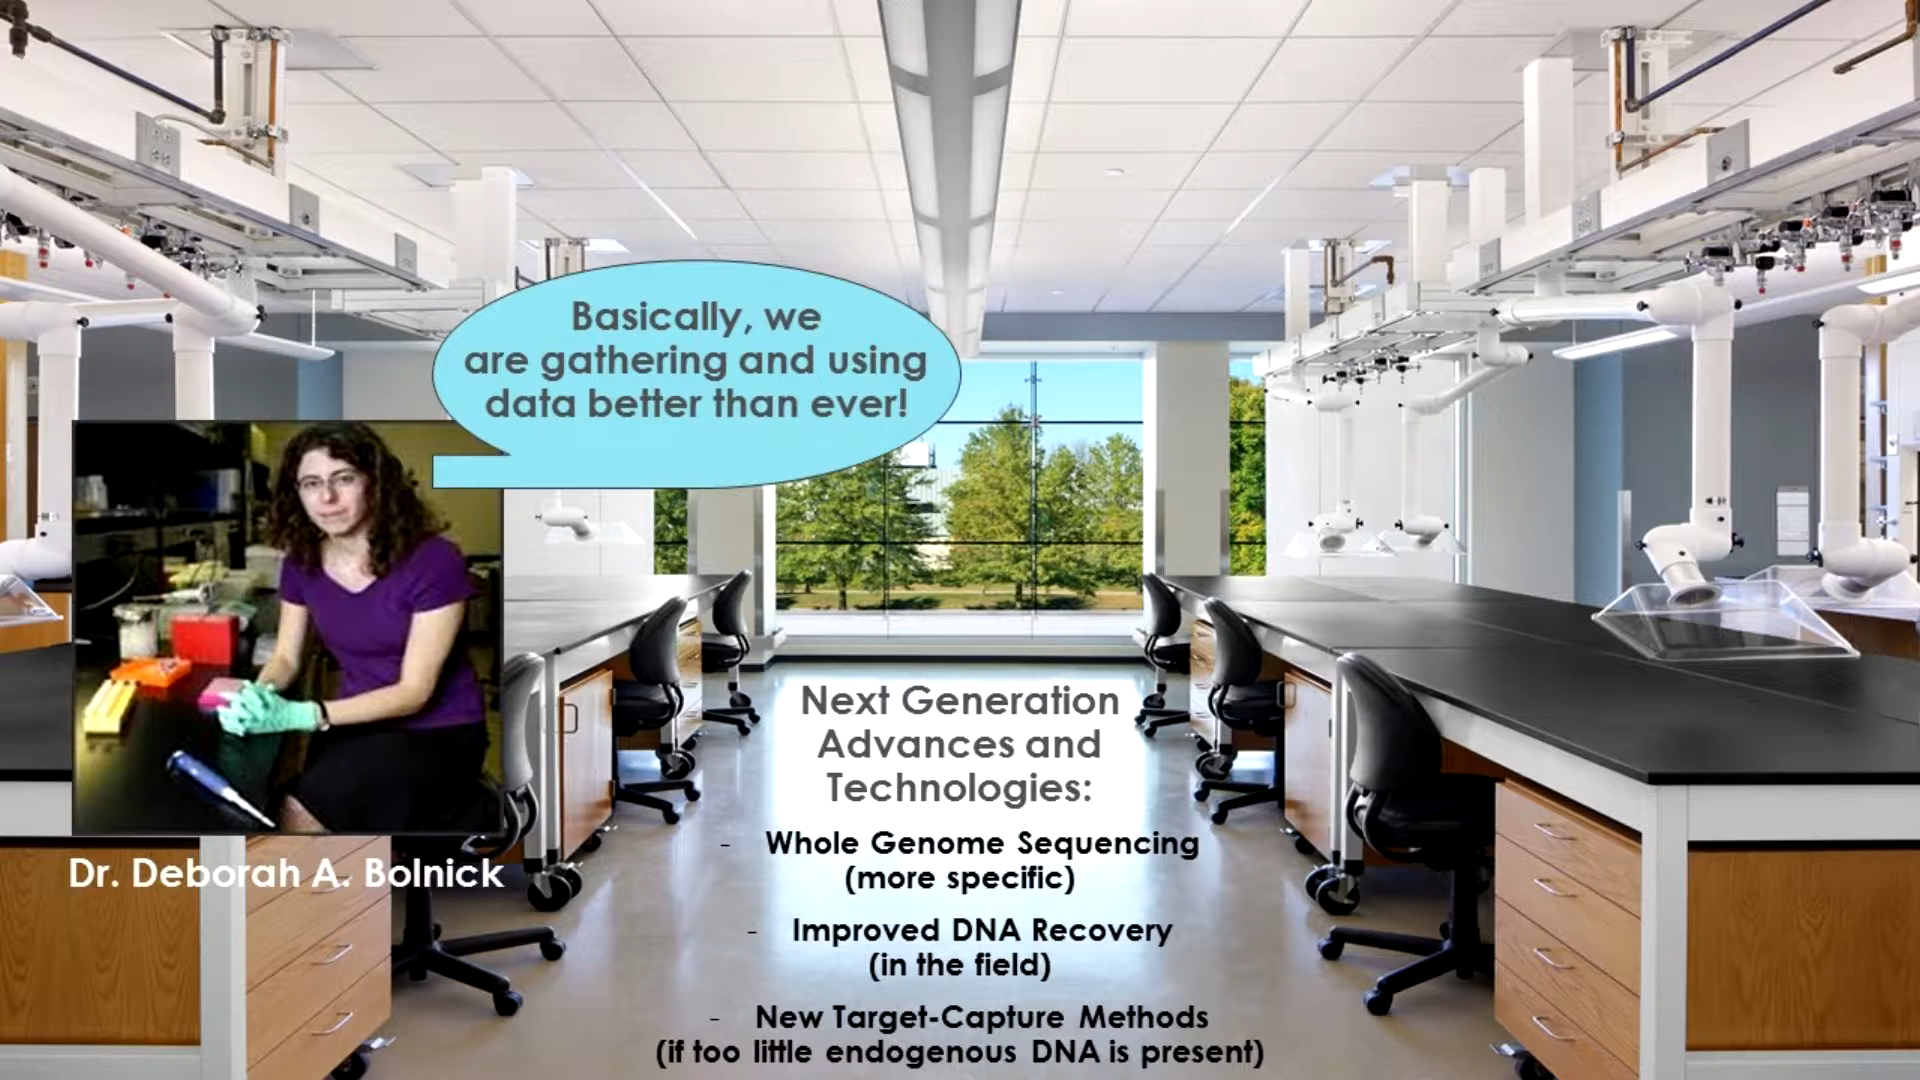 Basically, we
are gathering and using
data better than ever!
Dr. Deborah A. Bolnick
Next Generation
Advances and
Technologies:
- Whole Genome Sequencing
(more specific)
- Improved DNA Recovery
(in the field)
- New Target-Capture Methods
(if too little endogenous DNA is present)